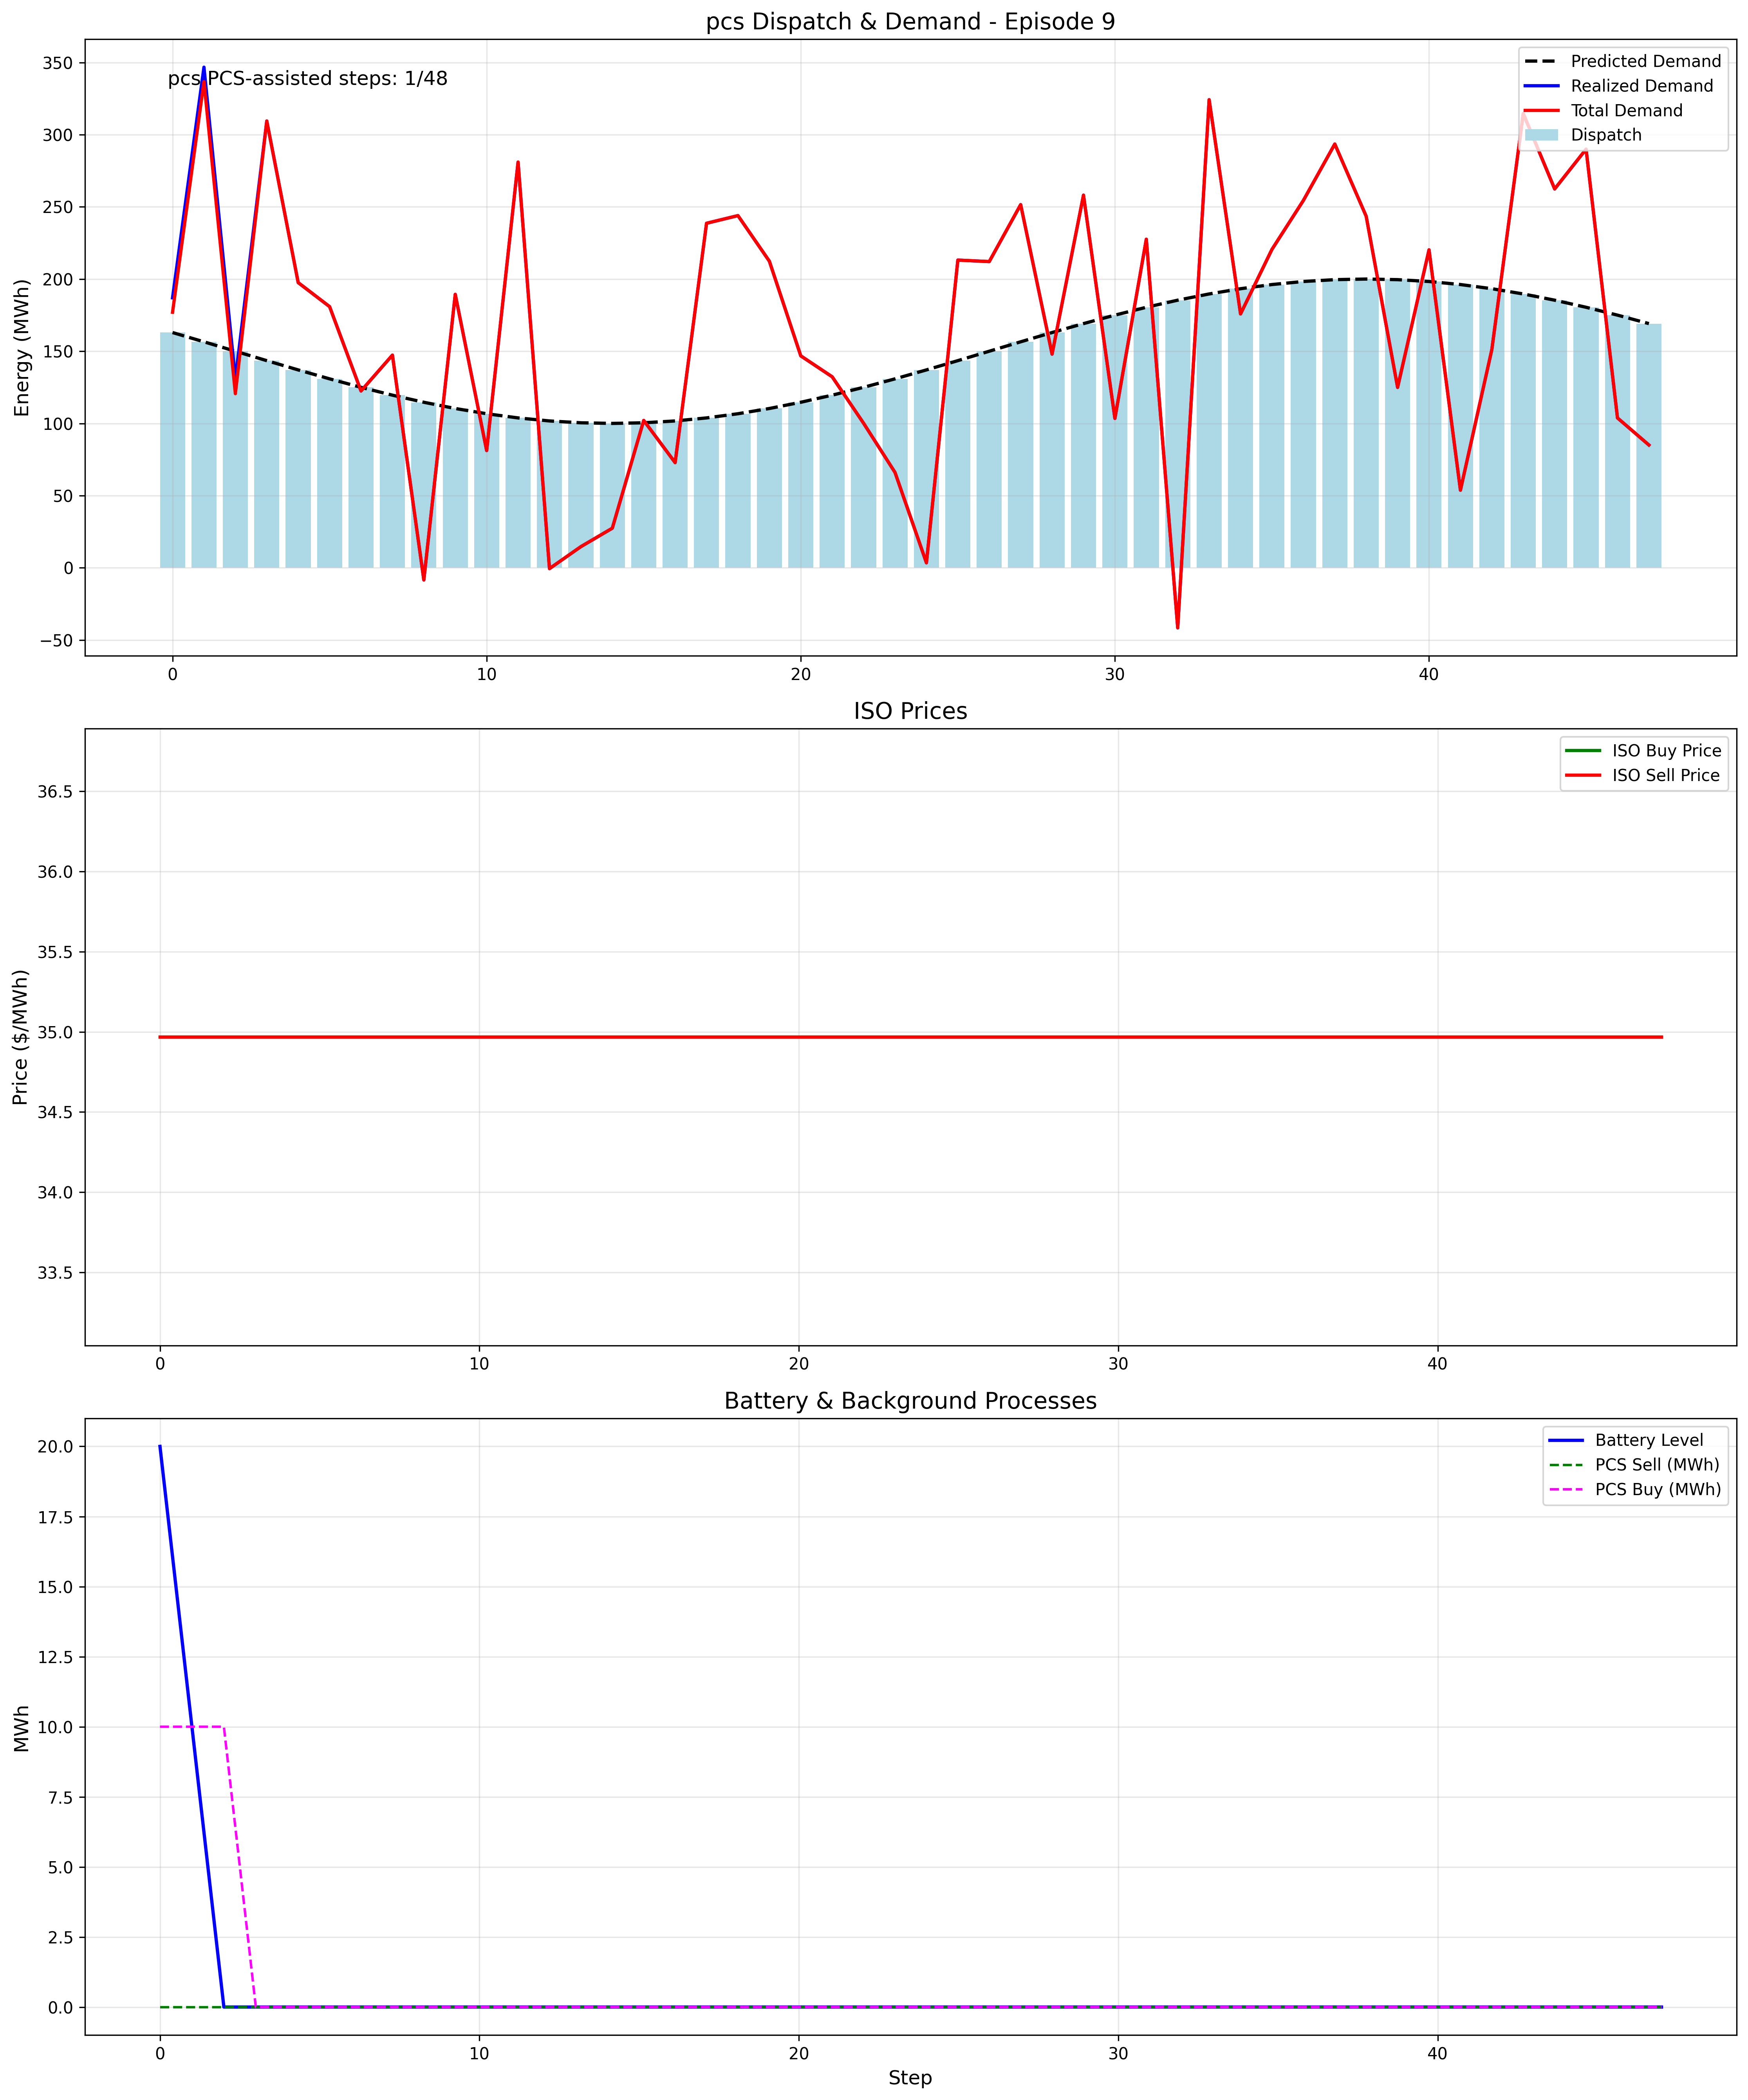 pcs Dispatch & Demand - Episode 9
pcs PCS-assisted steps: 1/48
Predicted Demand
Realized Demand
Total Demand
Dispatch
Energy (MWh)
350
300
250
200
150
100
50
0
−50
0 10 20 30 40
ISO Prices
ISO Buy Price
ISO Sell Price
Price ($/MWh)
36.5
36.0
35.5
35.0
34.5
34.0
33.5
0 10 20 30 40
Battery & Background Processes
Battery Level
PCS Sell (MWh)
PCS Buy (MWh)
MWh
20.0
17.5
15.0
12.5
10.0
7.5
5.0
2.5
0.0
0 10 20 30 40
Step